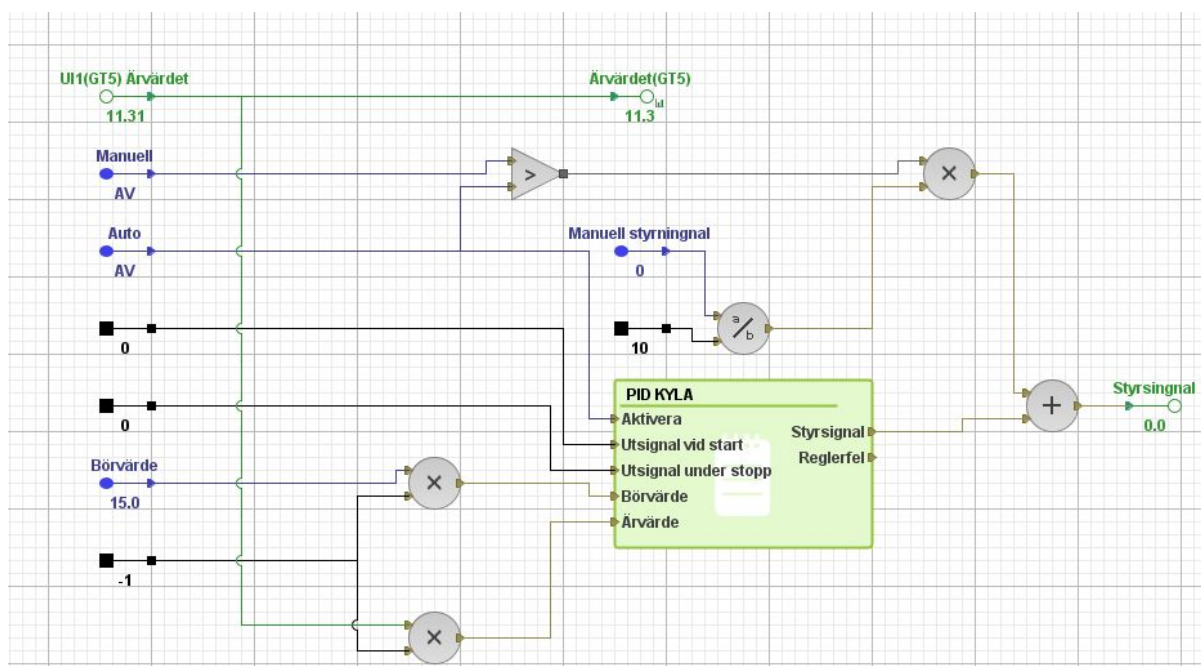 UI1(GT5) Ärvärdet
11.31
Ärvärdet(GT5)
11.3
Manuell
AV
>
×
Auto
AV
Manuell styrningnal
0
0
10
a/b
PID KYLA
Aktivera
Utsignal vid start
Utsignal under stopp
Börvärde
Ärvärde
Styrsignal
Reglerfel
+
Styrsingnal
0.0
0
Börvärde
15.0
×
-1
×